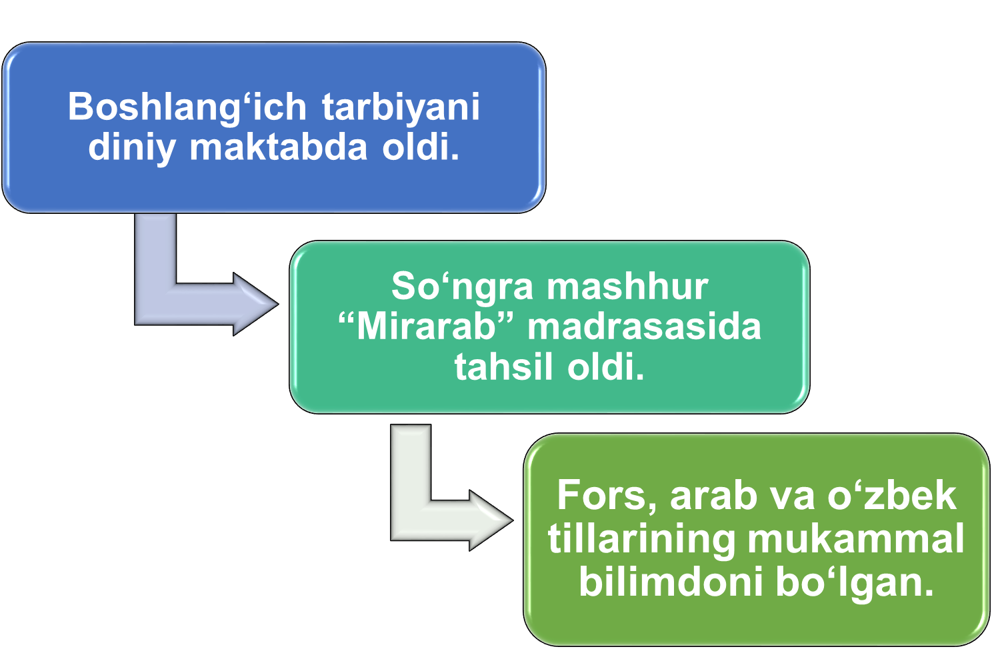 Boshlang‘ich tarbiyani
diniy maktabda oldi.
So‘ngra mashhur
“Mirarab” madrasasida
tahsil oldi.
Fors, arab va o‘zbek
tillarining mukammal
bilimdoni bo‘lgan.